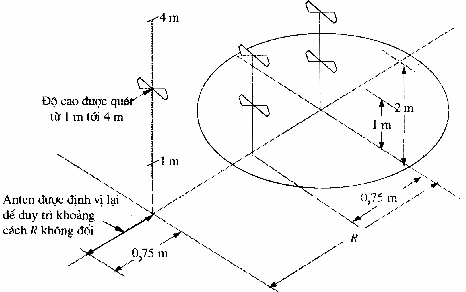 4 m
Độ cao được quét
từ 1 m tới 4 m
2 m
1 m
1 m
Anten được định vị lại
để duy trì khoảng
cách R không đổi
0,75 m
0,75 m
R